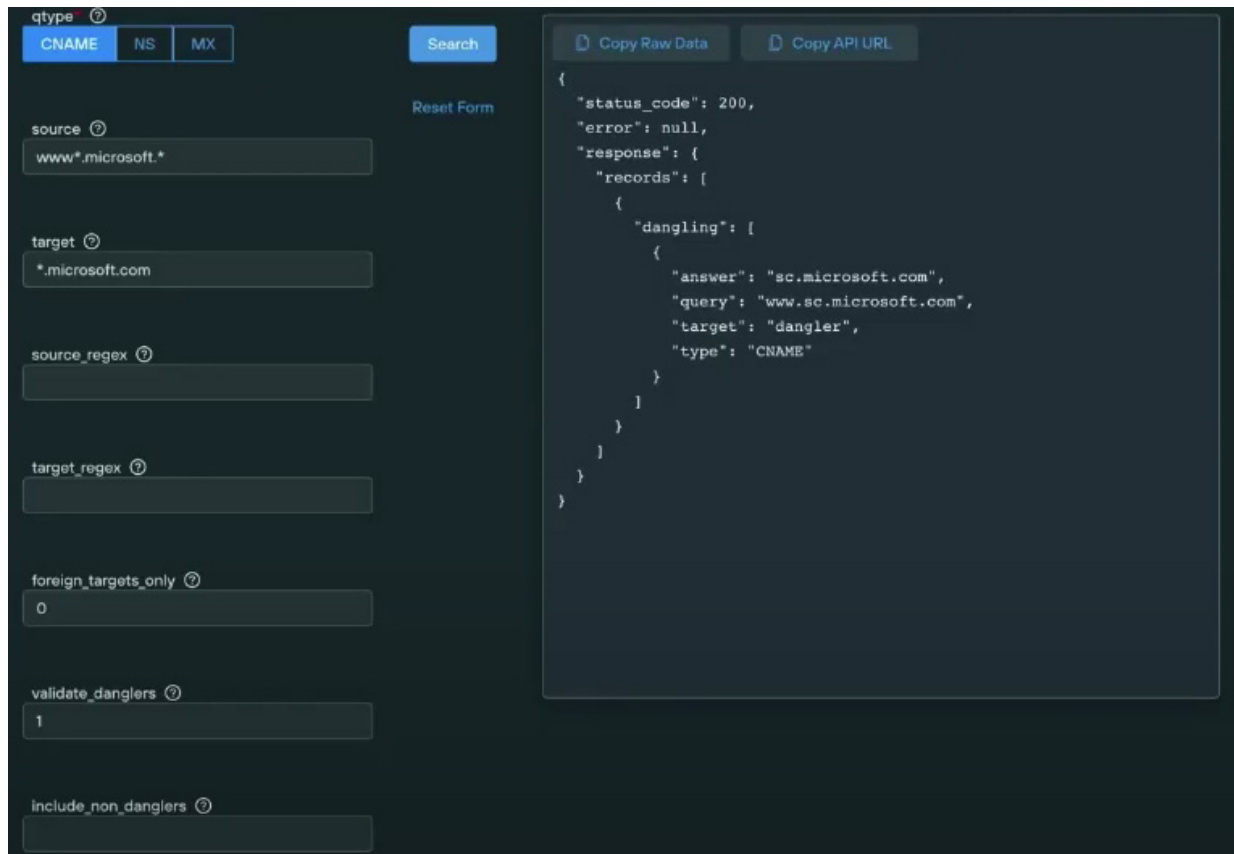 qtype*
CNAME NS MX
Search
Reset Form
source
www*.microsoft.*
target
*.microsoft.com
source_regex
target_regex
foreign_targets_only
0
validate_danglers
1
include_non_danglers
Copy Raw Data Copy API URL
{
"status_code": 200,
"error": null,
"response": {
"records": [
{
"dangling": [
{
"answer": "sc.microsoft.com",
"query": "www.sc.microsoft.com",
"target": "dangler",
"type": "CNAME"
}
]
}
]
}
}